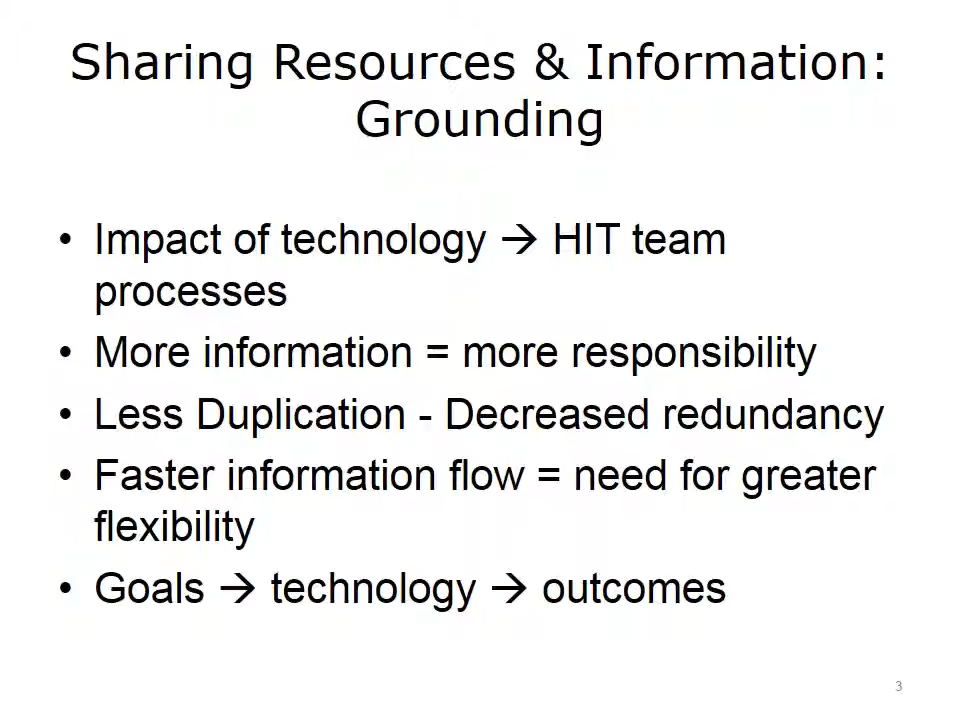 Sharing Resources & Information:
Grounding
• Impact of technology → HIT team
processes
• More information = more responsibility
• Less Duplication - Decreased redundancy
• Faster information flow = need for greater
flexibility
• Goals → technology → outcomes
3